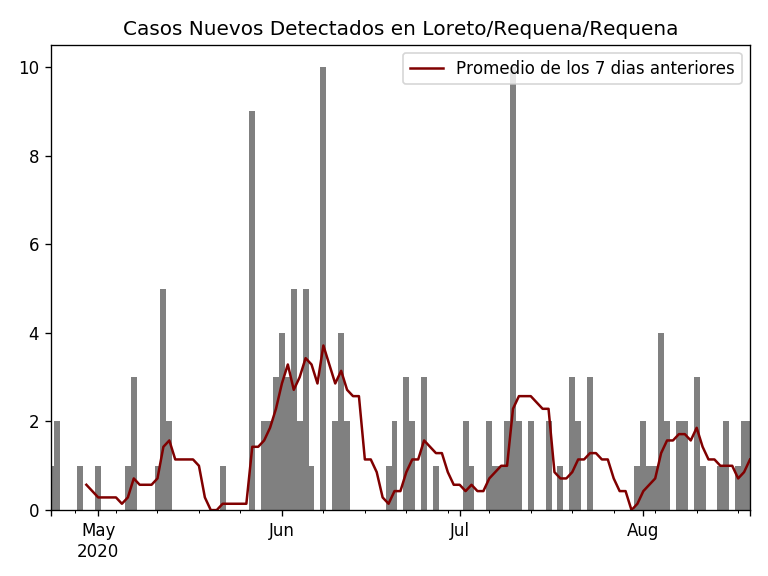 Casos Nuevos Detectados en Loreto/Requena/Requena
Promedio de los 7 dias anteriores
10
8
6
4
2
0
May
2020
Jun
Jul
Aug